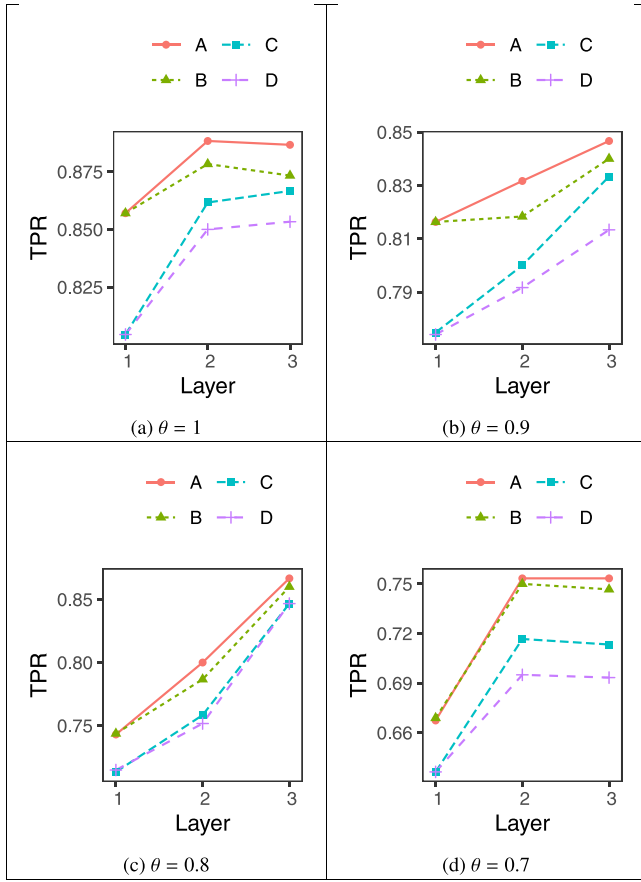 A C
B D
0.875
0.850
0.825
TPR
1 2 3
Layer
(a) θ = 1
A C
B D
0.85
0.83
0.81
0.79
TPR
1 2 3
Layer
(b) θ = 0.9
A C
B D
0.85
0.80
0.75
TPR
1 2 3
Layer
(c) θ = 0.8
A C
B D
0.75
0.72
0.69
0.66
TPR
1 2 3
Layer
(d) θ = 0.7